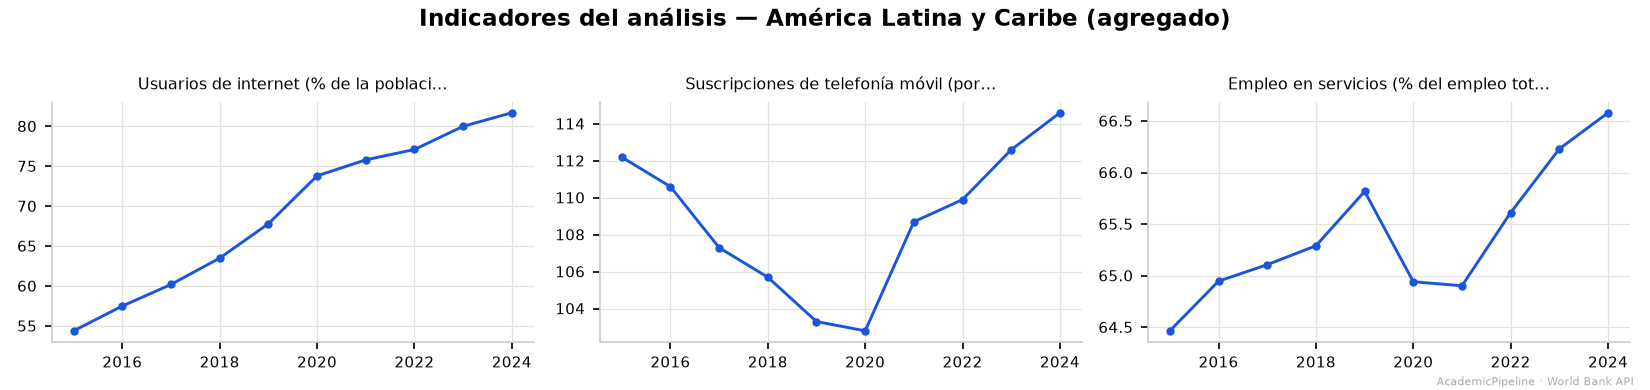 Indicadores del análisis — América Latina y Caribe (agregado)
Usuarios de internet (% de la poblaci...
80
75
70
65
60
55
2016 2018 2020 2022 2024
Suscripciones de telefonía móvil (por...
114
112
110
108
106
104
2016 2018 2020 2022 2024
Empleo en servicios (% del empleo tot...
66.5
66.0
65.5
65.0
64.5
2016 2018 2020 2022 2024
AcademicPipeline · World Bank API